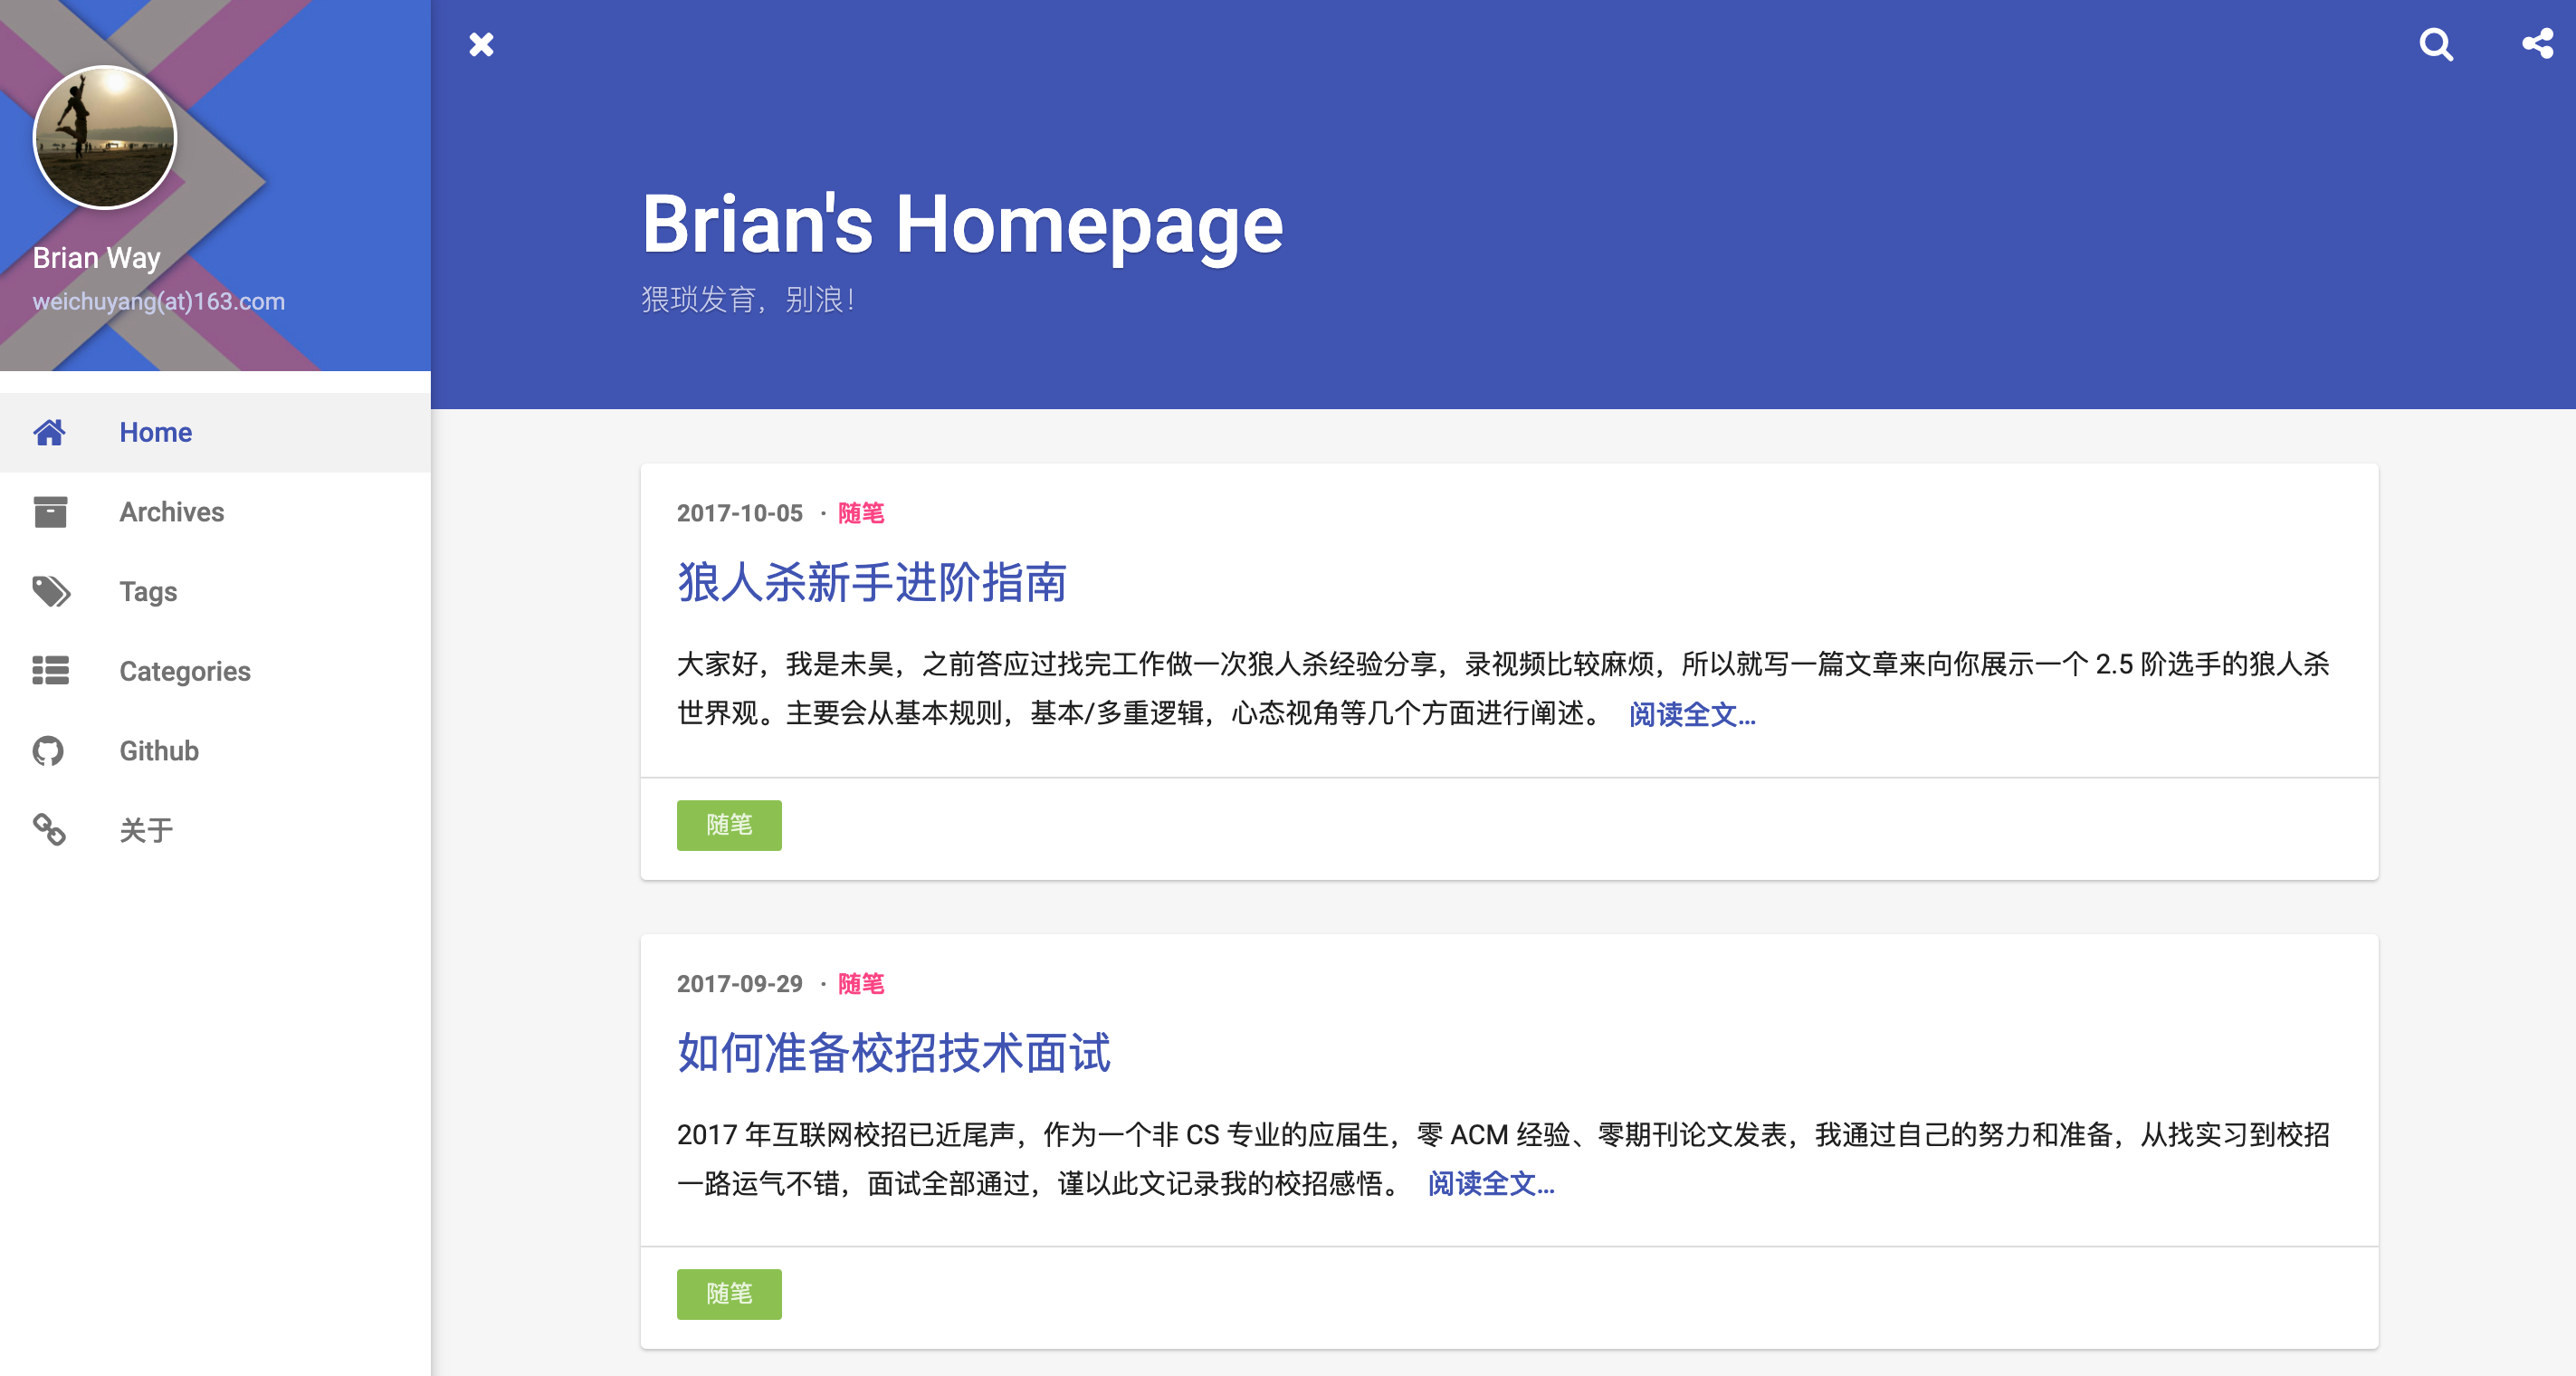 Brian Way
weichuyang(at)163.com
Home
Archives
Tags
Categories
Github
关于
Brian's Homepage
猥琐发育，别浪！
2017-10-05 · 随笔
狼人杀新手进阶指南
大家好，我是未昊，之前答应过找完工作做一次狼人杀经验分享，录视频比较麻烦，所以就写一篇文章来向你展示一个 2.5 阶选手的狼人杀
世界观。主要会从基本规则，基本/多重逻辑，心态视角等几个方面进行阐述。 阅读全文…
随笔
2017-09-29 · 随笔
如何准备校招技术面试
2017 年互联网校招已近尾声，作为一个非 CS 专业的应届生，零 ACM 经验、零期刊论文发表，我通过自己的努力和准备，从找实习到校招
一路运气不错，面试全部通过，谨以此文记录我的校招感悟。 阅读全文…
随笔